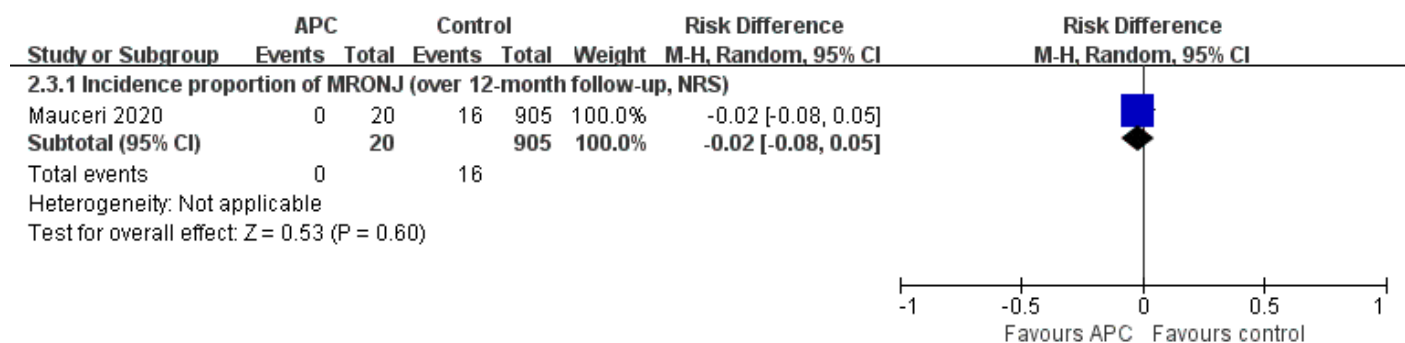 APC Control Risk Difference Risk Difference
Study or Subgroup Events Total Events Total Weight M-H, Random, 95% CI M-H, Random, 95% CI
2.3.1 Incidence proportion of MRONJ (over 12-month follow-up, NRS)
Mauceri 2020 0 20 16 905 100.0% -0.02 [-0.08, 0.05]
Subtotal (95% CI) 20 905 100.0% -0.02 [-0.08, 0.05]
Total events 0 16
Heterogeneity: Not applicable
Test for overall effect: Z = 0.53 (P = 0.60)
-1 -0.5 0 0.5 1
Favours APC Favours control